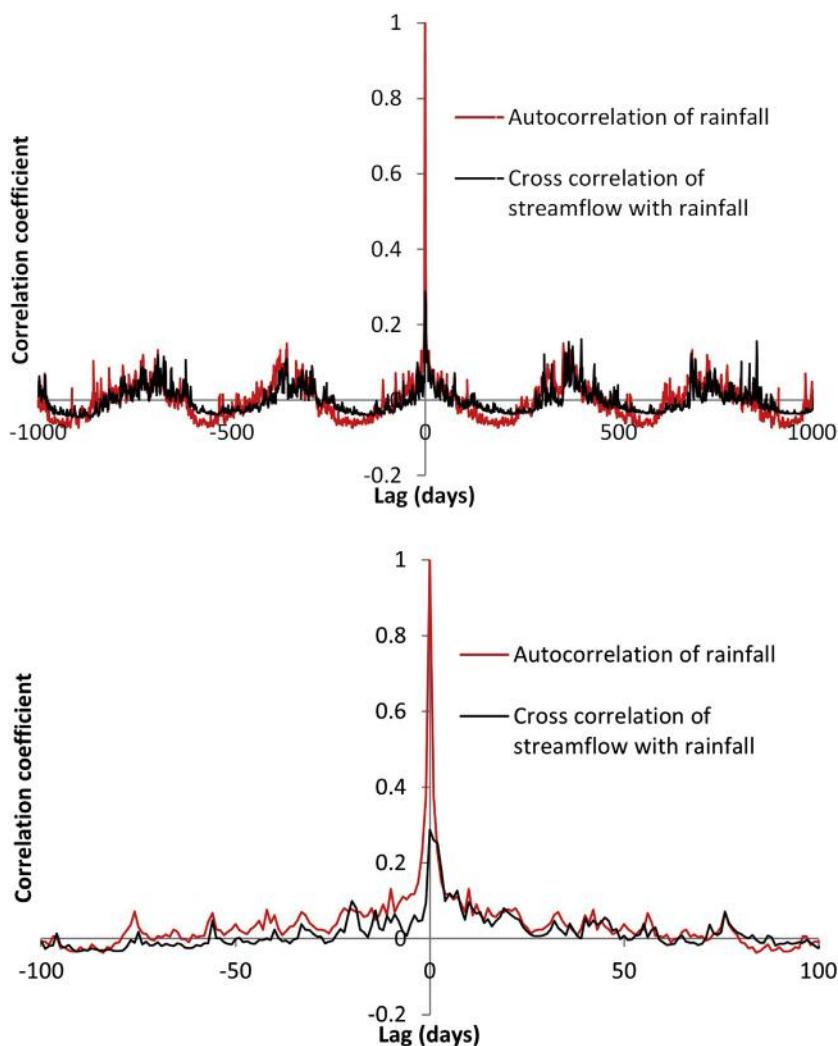 1
0.8
Autocorrelation of rainfall
0.6
Cross correlation of
streamflow with rainfall
0.4
0.2
-1000
-500
0
500
1000
-0.2
Lag (days)
Correlation coefficient
1
0.8
Autocorrelation of rainfall
0.6
Cross correlation of
streamflow with rainfall
0.4
0.2
0
-100
-50
0
50
100
-0.2
Lag (days)
Correlation coefficient